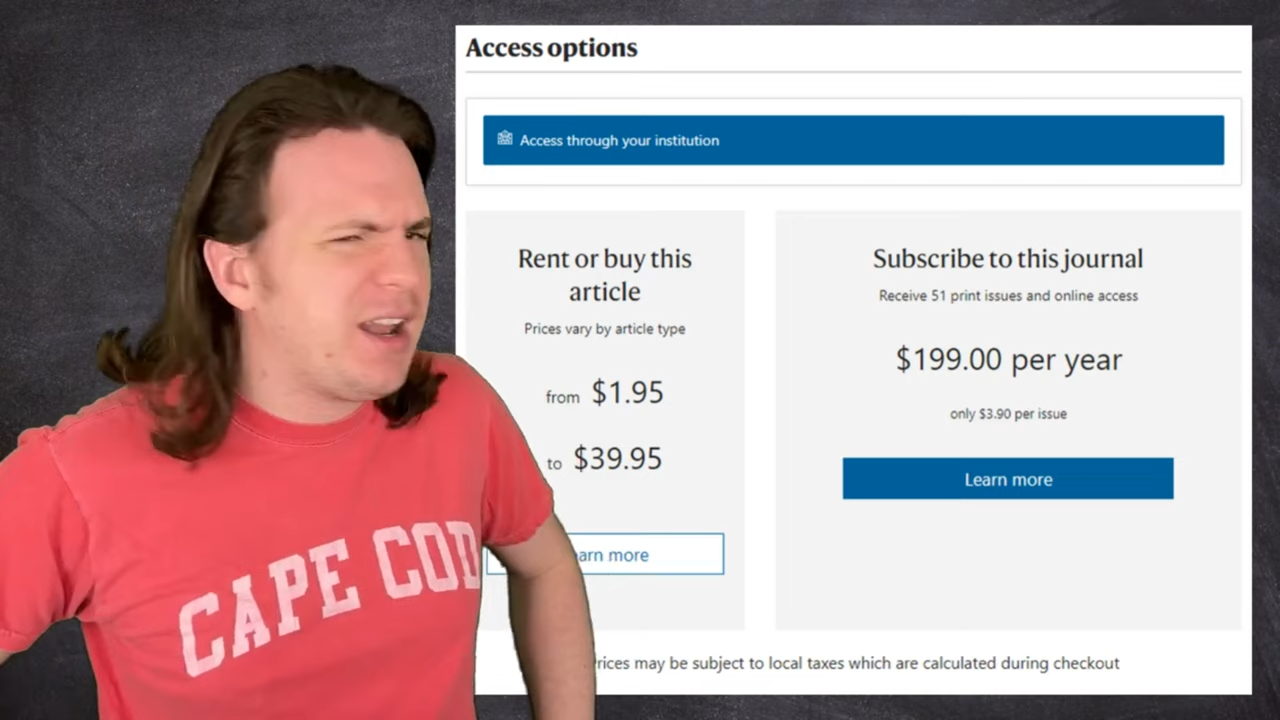 Access options
Access through your institution
Rent or buy this
article
Prices vary by article type
from $1.95
to $39.95
arn more
Subscribe to this journal
Receive 51 print issues and online access
$199.00 per year
only $3.90 per issue
Learn more
rices may be subject to local taxes which are calculated during checkout
CAPE COD